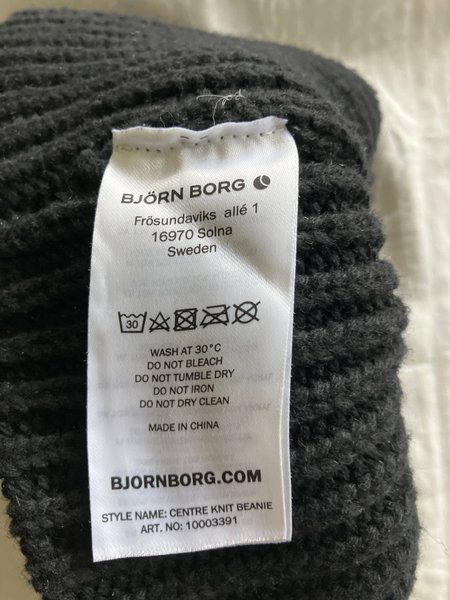 BJÖRN BORG
Frösundaviks allé 1
16970 Solna
Sweden
30
WASH AT 30°C
DO NOT BLEACH
DO NOT TUMBLE DRY
DO NOT IRON
DO NOT DRY CLEAN
MADE IN CHINA
BJORNBORG.COM
STYLE NAME: CENTRE KNIT BEANIE
ART. NO: 10003391